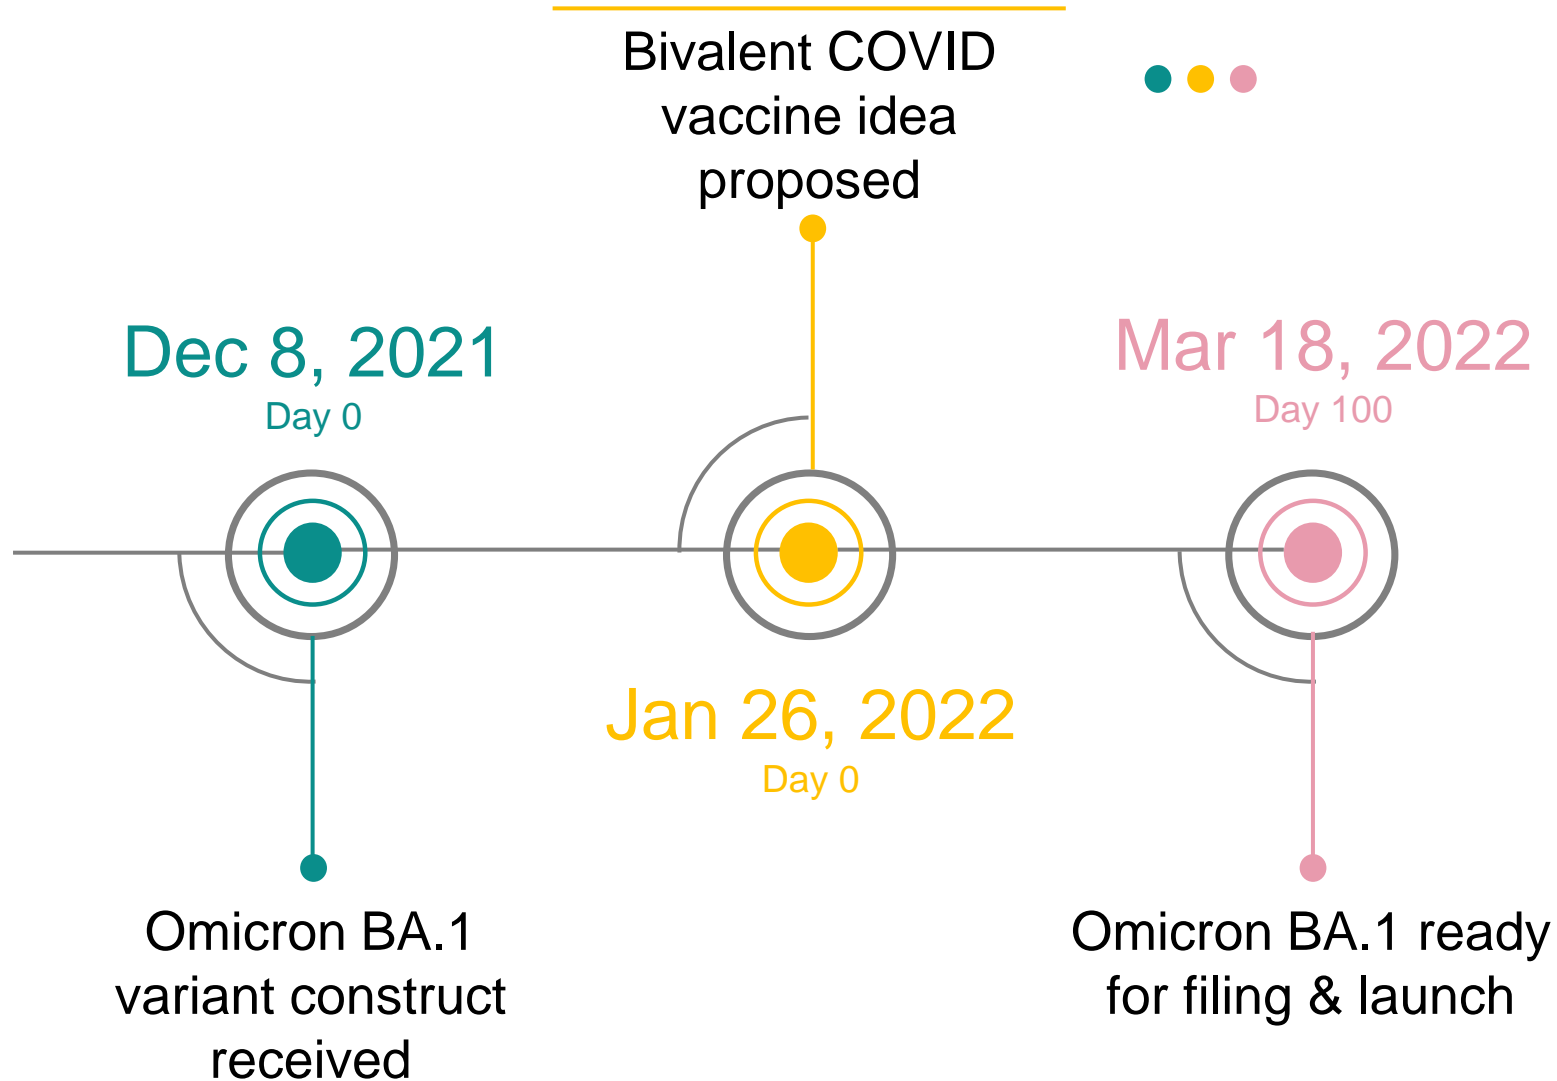 Bivalent COVID
vaccine idea
proposed
Dec 8, 2021
Day 0
Mar 18, 2022
Day 100
Jan 26, 2022
Day 0
Omicron BA.1
variant construct
received
Omicron BA.1 ready
for filing & launch